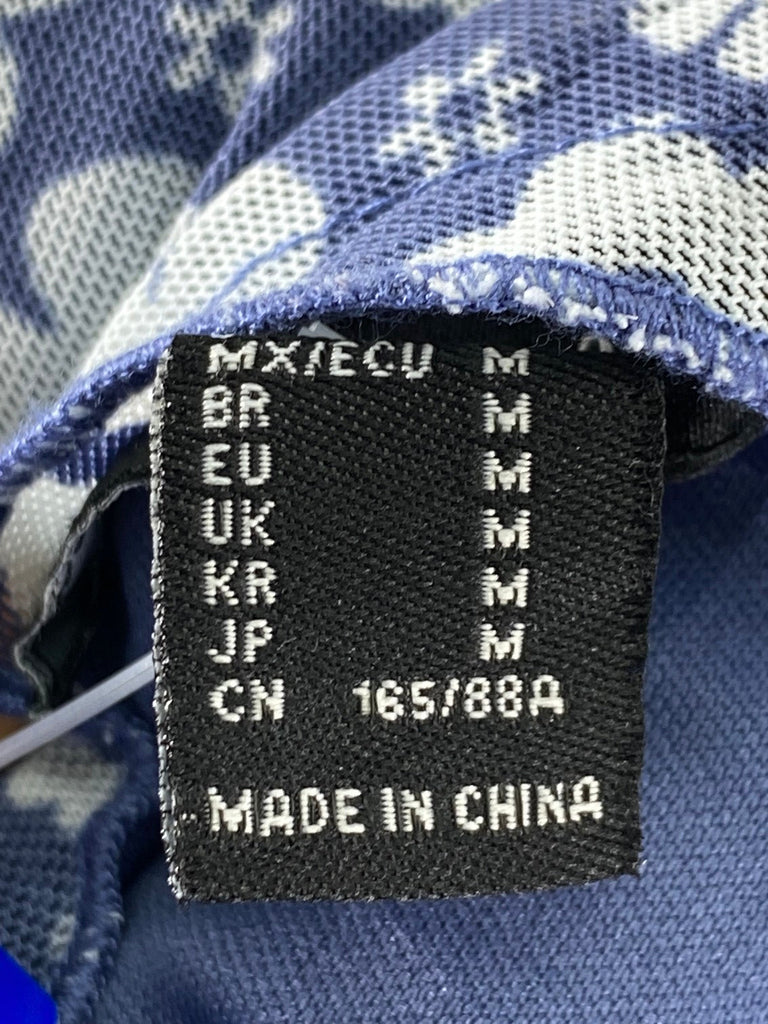 MX/ECU M
BR M
EU M
UK M
KR M
JP M
CN 165/88A
MADE IN CHINA